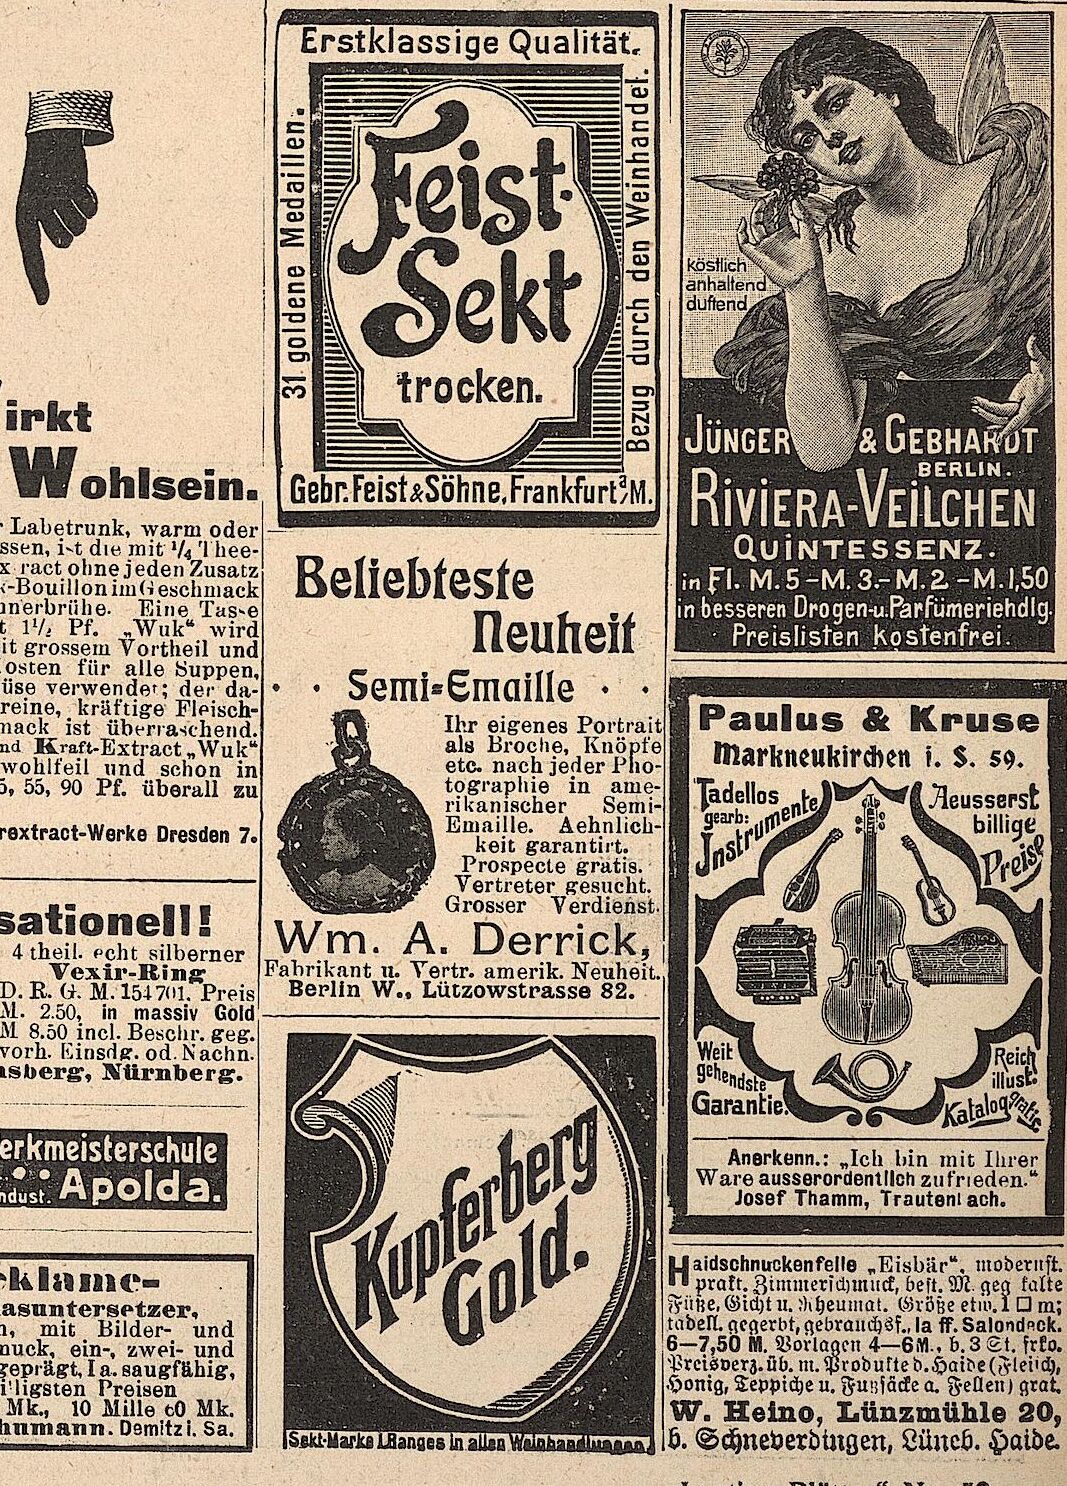 irkt
Wohlsein.
Labetrunk, warm oder
ssen, ist die mit ¼ Thee-
ract ohne jeden Zusatz
-Bouillon im Geschmack
nerbrühe. Eine Tasse
1½ Pf. „Wuk“ wird
it grossem Vortheil und
osten für alle Suppen,
üse verwendet; der da-
reine, kräftige Fleisch-
mack ist überraschend.
nd Kraft-Extract „Wuk“
wohlfeil und schon in
5, 55, 90 Pf. überall zu
rextract-Werke Dresden 7.
sationell!
4 theil. echt silberner
Vexir-Ring
D. R. G. M. 154701. Preis
M. 2.50, in massiv Gold
M 8.50 incl. Beschr. geg.
vorh. Einsdg. od. Nachn.
sberg, Nürnberg.
erkmeisterschule
ndust. Apolda.
klame-
asuntersetzer,
n, mit Bilder- und
muck, ein-, zwei- und
geprägt, Ia. saugfähig,
illigsten Preisen
Mk., 10 Mille 60 Mk.
humann. Demitz i. Sa.
Erstklassige Qualität.
31 goldene Medaillen.
Feist-
Sekt
trocken.
Bezug durch den Weinhandel.
Gebr. Feist & Söhne, Frankfurt a/M.
Beliebteste
Neuheit
Semi-Emaille
Ihr eigenes Portrait
als Broche, Knöpfe
etc. nach jeder Pho-
tographie in ame-
rikanischer Semi-
Emaille. Aehnlich-
keit garantirt.
Prospecte gratis.
Vertreter gesucht.
Grosser Verdienst.
Wm. A. Derrick,
Fabrikant u. Vertr. amerik. Neuheit.
Berlin W., Lützowstrasse 82.
Kupferberg
Gold.
Sekt-Marke I. Ranges in allen Weinhandlungen.
köstlich
anhaltend
duftend
JÜNGER & GEBHARDT
BERLIN.
RIVIERA-VEILCHEN
QUINTESSENZ.
in Fl. M. 5 - M. 3. - M. 2 - M. 1,50
in besseren Drogen-u. Parfümeriehdlg.
Preislisten kostenfrei.
Paulus & Kruse
Markneukirchen i. S. 59.
Tadellos
gearb:
Instrumente
Aeusserst
billige
Preise
Weit
gehendste
Garantie.
Reich
illust.
Katalog gratis
Anerkenn.: „Ich bin mit Ihrer
Ware ausserordentlich zufrieden.“
Josef Thamm, Trautenbach.
Haidschnuckenfelle „Eisbär“, modernst.
prakt. Zimmerschmuck, best. M. geg kalte
Füße, Gicht u. Rheumat. Größe etw. 1 □ m;
tadell. gegerbt, gebrauchsf., Ia ff. Salondeck.
6—7,50 M. Vorlagen 4—6 M., b. 3 St. frko.
Preisverz. üb. m. Produkte d. Haide (Fleisch,
Honig, Teppiche u. Fußsäcke a. Fellen) grat.
W. Heino, Lünzmühle 20,
b. Schneverdingen, Lüneb. Haide.